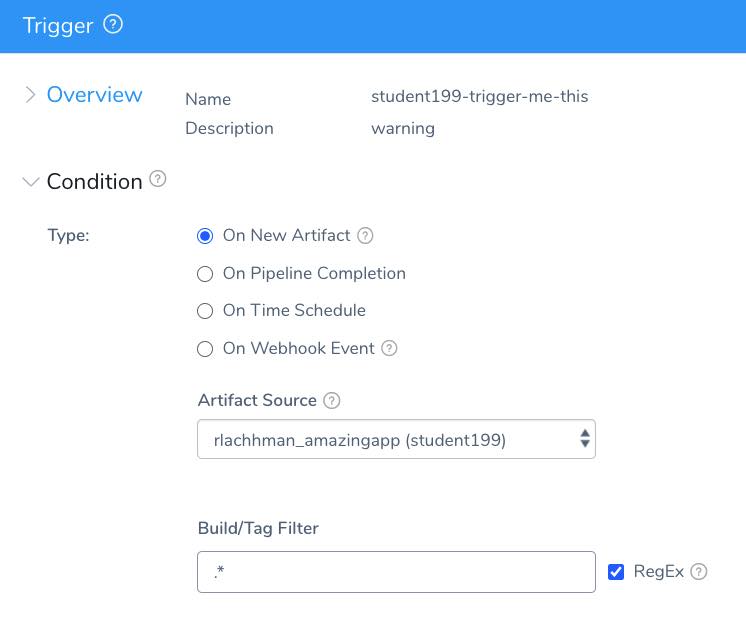 Trigger ?
Overview
Name student199-trigger-me-this
Description warning
Condition ?
Type:
On New Artifact ?
On Pipeline Completion
On Time Schedule
On Webhook Event ?
Artifact Source ?
rlachhman_amazingapp (student199)
Build/Tag Filter
.*
RegEx ?